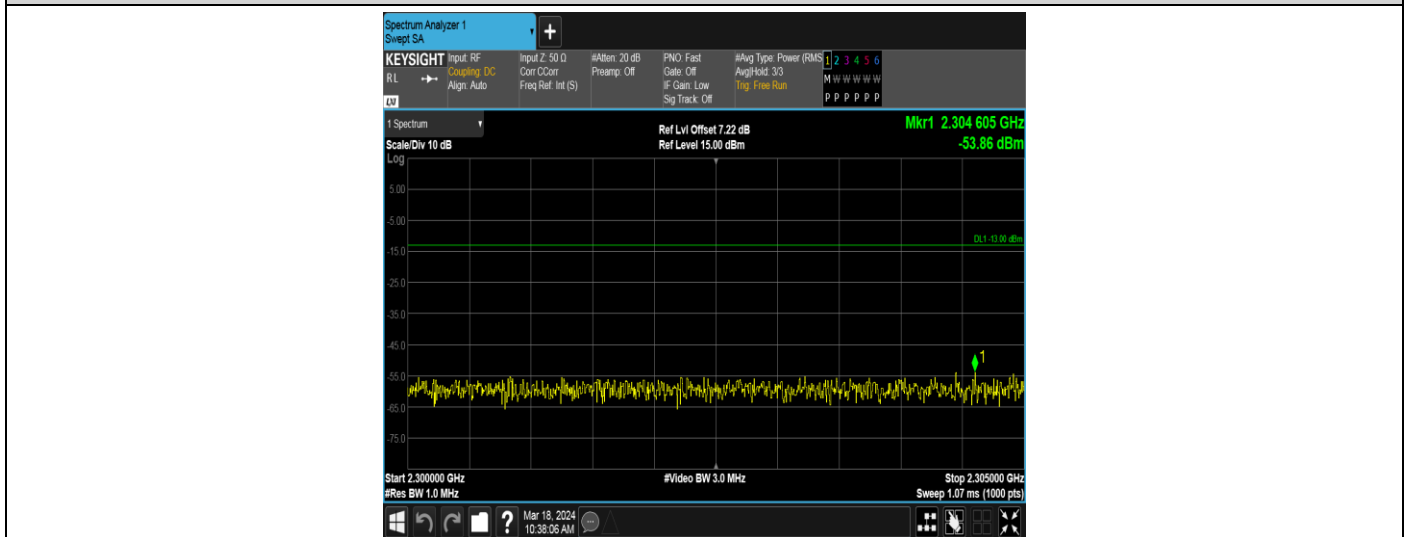 Spectrum Analyzer 1
Swept SA
+
KEYSIGHT
RL
LXI
Input: RF
Coupling: DC
Align: Auto
Input Z: 50 Ω
Corr CCorr
Freq Ref: Int (S)
#Atten: 20 dB
Preamp: Off
PNO: Fast
Gate: Off
IF Gain: Low
Sig Track: Off
#Avg Type: Power (RMS
Avg|Hold: 3/3
Trig: Free Run
1 2 3 4 5 6
M W W W W W
P P P P P P
1 Spectrum
Scale/Div 10 dB
Log
Ref Lvl Offset 7.22 dB
Ref Level 15.00 dBm
Mkr1 2.304 605 GHz
-53.86 dBm
5.00
-5.00
-15.0
-25.0
-35.0
-45.0
-55.0
-65.0
-75.0
DL1 -13.00 dBm
1
Start 2.300000 GHz
#Res BW 1.0 MHz
#Video BW 3.0 MHz
Stop 2.305000 GHz
Sweep 1.07 ms (1000 pts)
?
Mar 18, 2024
10:38:06 AM